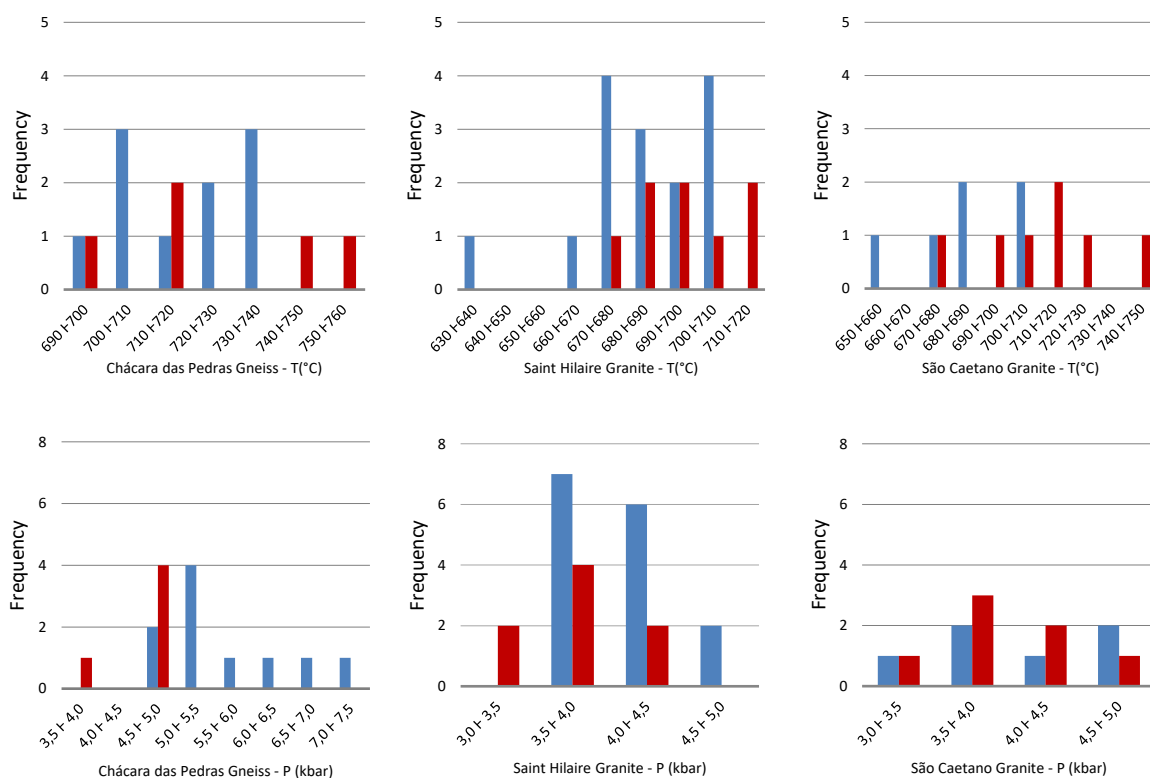 5
4
3
2
1
0
Frequency
690 ⊦700
700 ⊦710
710 ⊦720
720 ⊦730
730 ⊦740
740 ⊦750
750 ⊦760
Chácara das Pedras Gneiss - T(°C)
5
4
3
2
1
0
Frequency
630 ⊦640
640 ⊦650
650 ⊦660
660 ⊦670
670 ⊦680
680 ⊦690
690 ⊦700
700 ⊦710
710 ⊦720
Saint Hilaire Granite - T(°C)
5
4
3
2
1
0
Frequency
650 ⊦660
660 ⊦670
670 ⊦680
680 ⊦690
690 ⊦700
700 ⊦710
710 ⊦720
720 ⊦730
730 ⊦740
740 ⊦750
São Caetano Granite - T(°C)
8
6
4
2
0
Frequency
3,5 ⊦ 4,0
4,0 ⊦ 4,5
4,5 ⊦ 5,0
5,0 ⊦ 5,5
5,5 ⊦ 6,0
6,0 ⊦ 6,5
6,5 ⊦ 7,0
7,0 ⊦ 7,5
Chácara das Pedras Gneiss - P (kbar)
8
6
4
2
0
Frequency
3,0 ⊦ 3,5
3,5 ⊦ 4,0
4,0 ⊦ 4,5
4,5 ⊦ 5,0
Saint Hilaire Granite - P (kbar)
8
6
4
2
0
Frequency
3,0 ⊦ 3,5
3,5 ⊦ 4,0
4,0 ⊦ 4,5
4,5 ⊦ 5,0
São Caetano Granite - P (kbar)